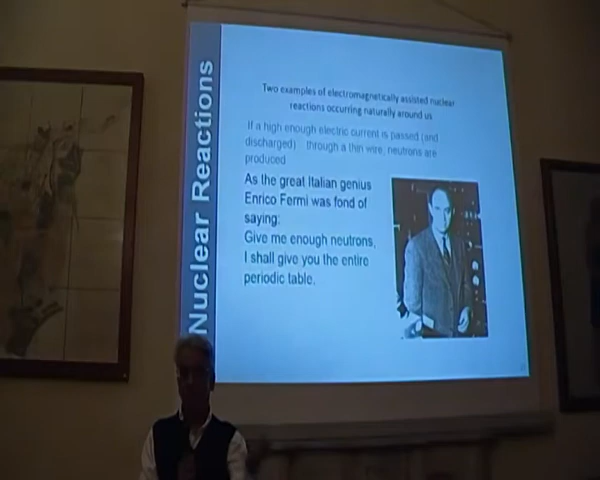 Nuclear Reactions
Two examples of electromagnetically assisted nuclear
reactions occurring naturally around us
If a high enough electric current is passed (and
discharged) through a thin wire, neutrons are
produced
As the great Italian genius
Enrico Fermi was fond of
saying:
Give me enough neutrons,
I shall give you the entire
periodic table.